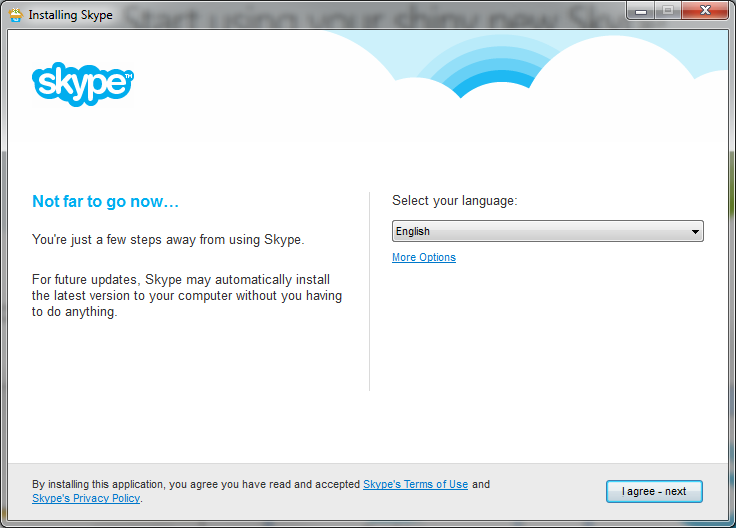 Installing Skype
Start using your shiny new Skype
skype™
Not far to go now…
Select your language:
English
More Options
You're just a few steps away from using Skype.
For future updates, Skype may automatically install
the latest version to your computer without you having
to do anything.
By installing this application, you agree you have read and accepted Skype's Terms of Use and
Skype's Privacy Policy.
I agree - next